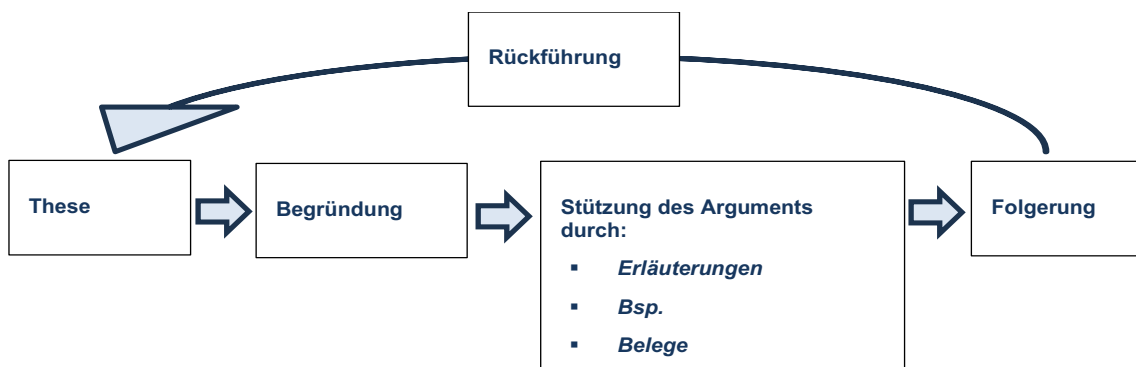 Rückführung
These
Begründung
Stützung des Arguments
durch:
▪ Erläuterungen
▪ Bsp.
▪ Belege
Folgerung